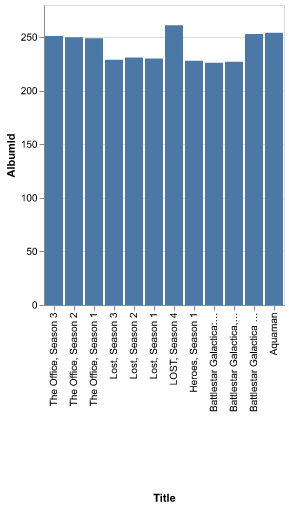 AlbumId
250
200
150
100
50
0
The Office, Season 3
The Office, Season 2
The Office, Season 1
Lost, Season 3
Lost, Season 2
Lost, Season 1
LOST, Season 4
Heroes, Season 1
Battlestar Galactica:…
Battlestar Galactica,…
Battlestar Galactica …
Aquaman
Title